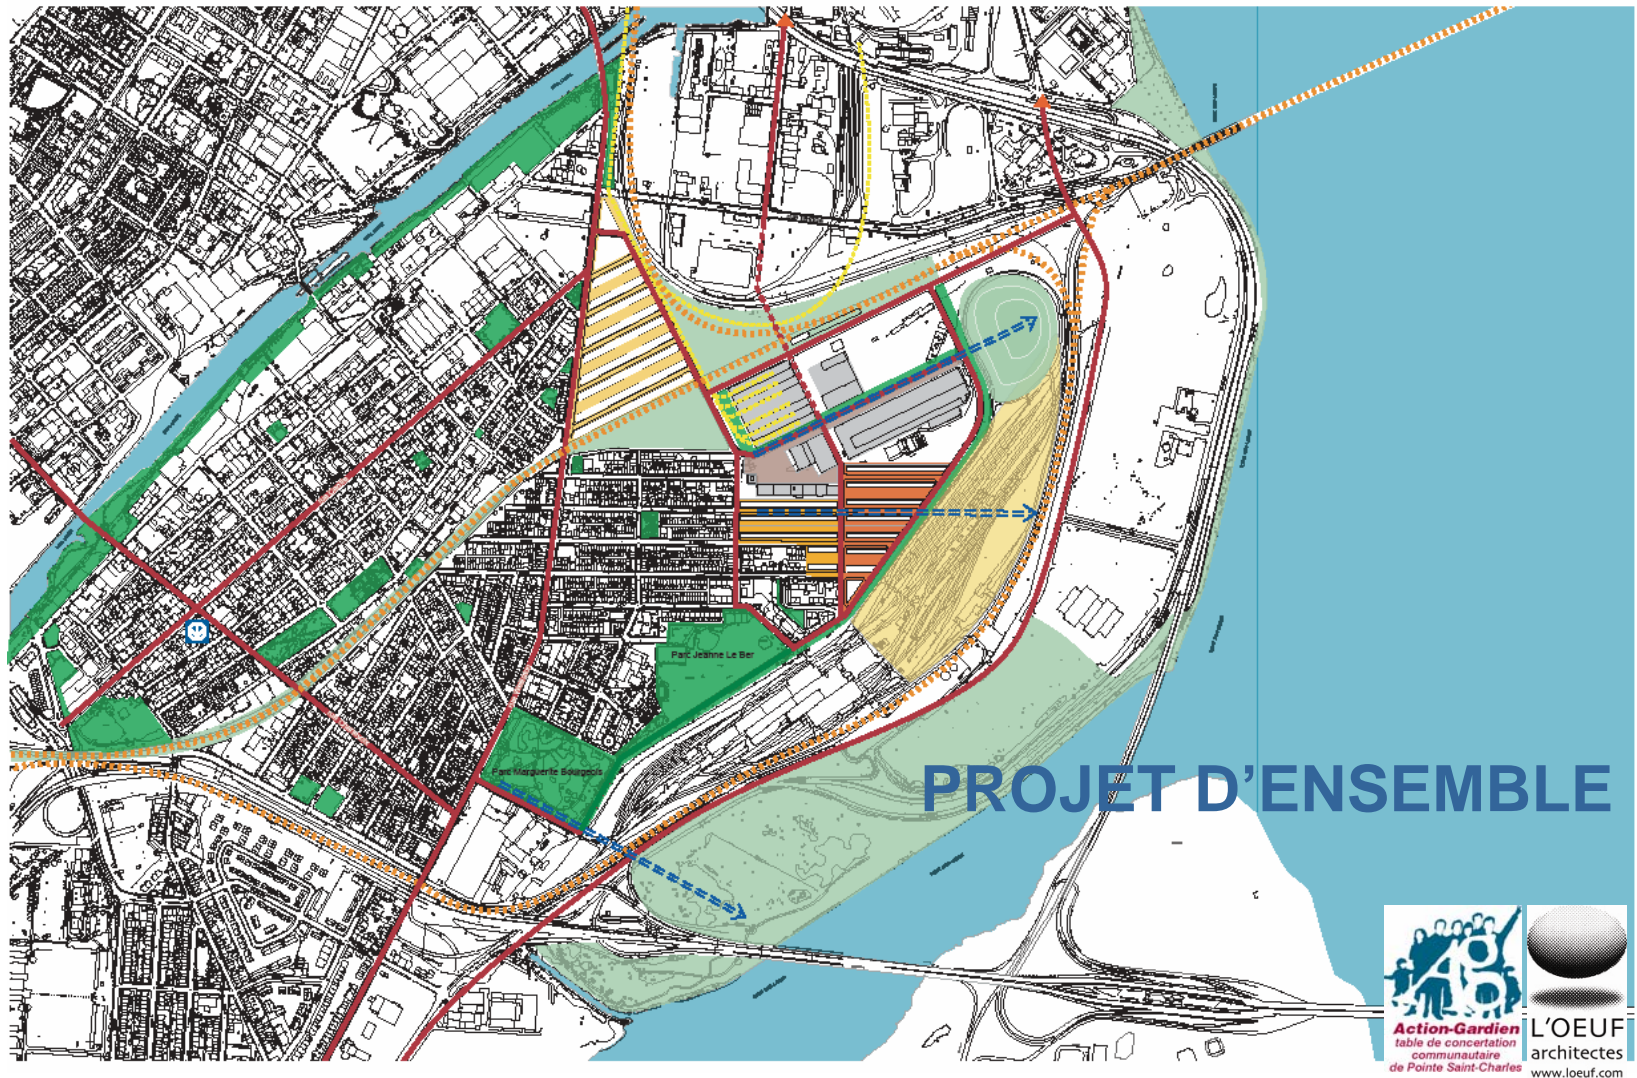 Parc Jeanne Le Ber
Parc Marguerite Bourgeois
PROJET D'ENSEMBLE
Action-Gardien
table de concertation
communautaire
de Pointe Saint-Charles
L'OEUF
architectes
www.loeuf.com